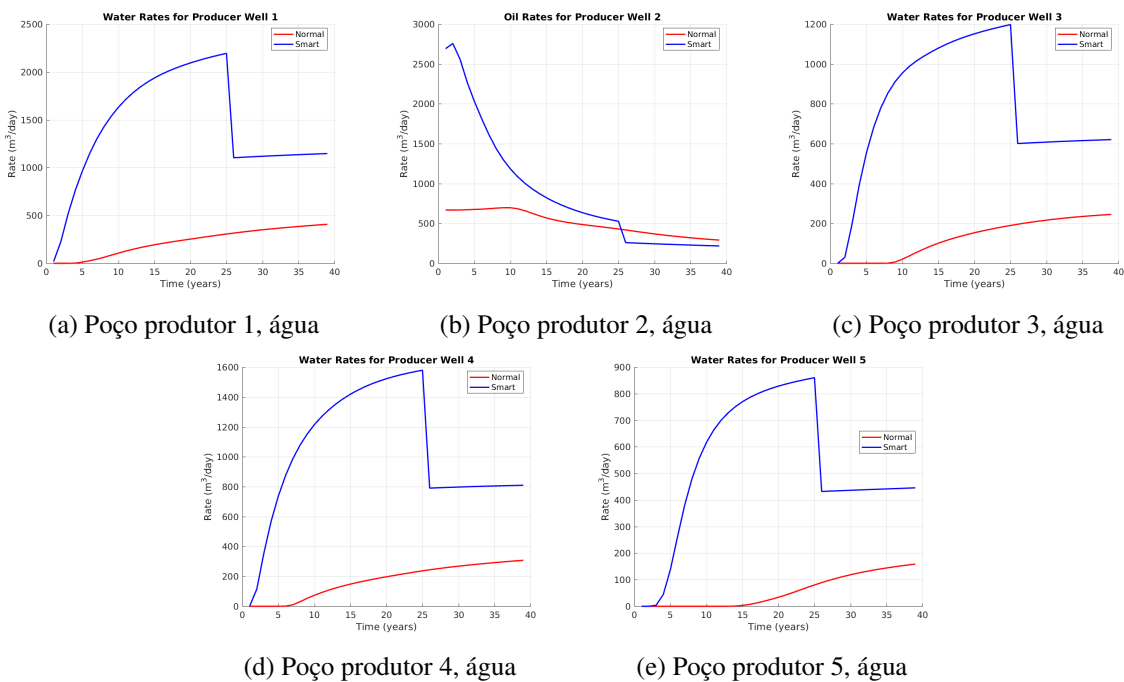 Water Rates for Producer Well 1
Normal
Smart
Rate (m³/day)
2500
2000
1500
1000
500
0
0 5 10 15 20 25 30 35 40
Time (years)
(a) Poço produtor 1, água
Oil Rates for Producer Well 2
Normal
Smart
Rate (m³/day)
3000
2500
2000
1500
1000
500
0
0 5 10 15 20 25 30 35 40
Time (years)
(b) Poço produtor 2, água
Water Rates for Producer Well 3
Normal
Smart
Rate (m³/day)
1200
1000
800
600
400
200
0
0 5 10 15 20 25 30 35 40
Time (years)
(c) Poço produtor 3, água
Water Rates for Producer Well 4
Normal
Smart
Rate (m³/day)
1600
1400
1200
1000
800
600
400
200
0
0 5 10 15 20 25 30 35 40
Time (years)
(d) Poço produtor 4, água
Water Rates for Producer Well 5
Normal
Smart
Rate (m³/day)
900
800
700
600
500
400
300
200
100
0
0 5 10 15 20 25 30 35 40
Time (years)
(e) Poço produtor 5, água